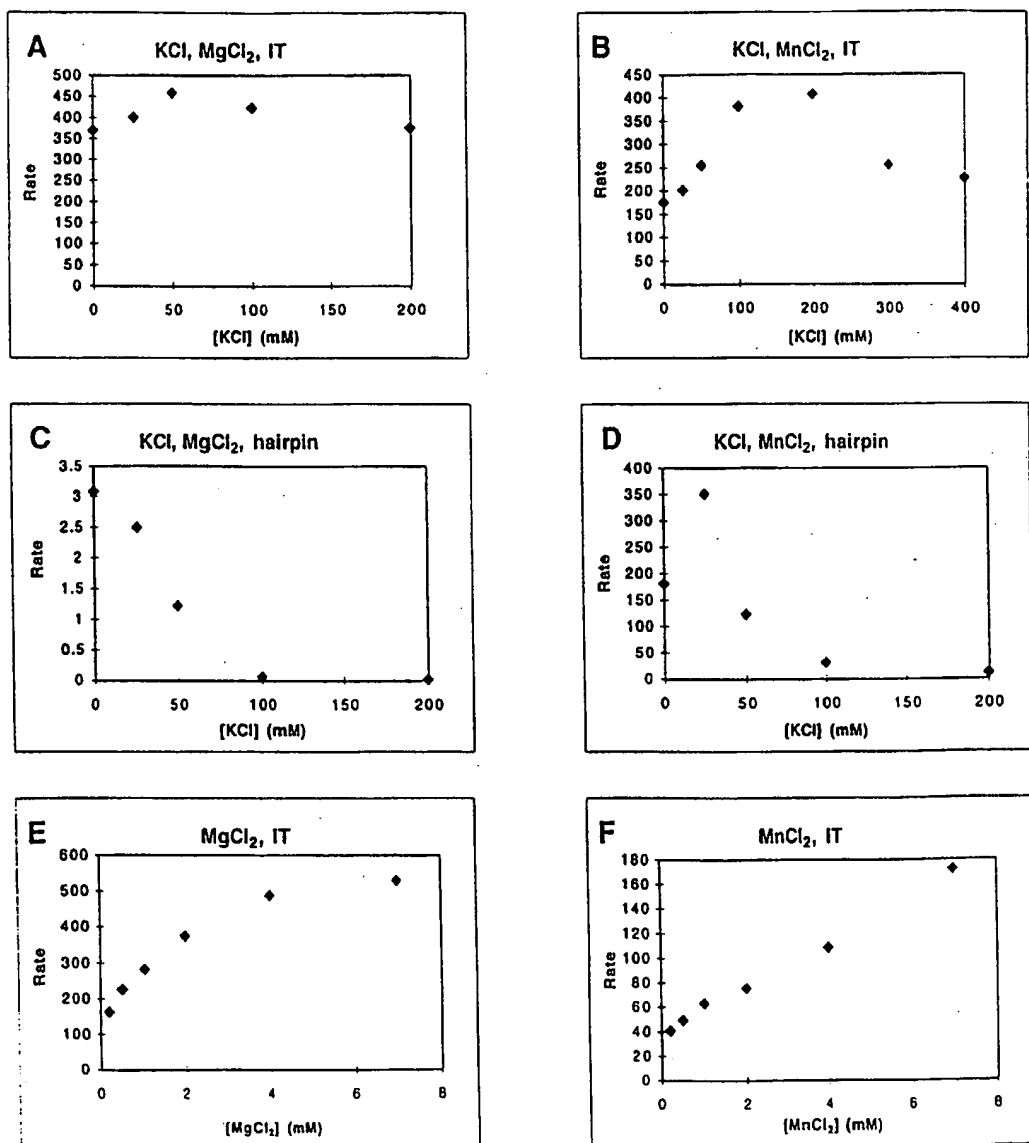 A
KCl, MgCl₂, IT
500
450
400
350
300
250
200
150
100
50
0
Rate
0 50 100 150 200
[KCl] (mM)
B
KCl, MnCl₂, IT
450
400
350
300
250
200
150
100
50
0
Rate
0 100 200 300 400
[KCl] (mM)
C
KCl, MgCl₂, hairpin
3.5
3
2.5
2
1.5
1
0.5
0
Rate
0 50 100 150 200
[KCl] (mM)
D
KCl, MnCl₂, hairpin
400
350
300
250
200
150
100
50
0
Rate
0 50 100 150 200
[KCl] (mM)
E
MgCl₂, IT
600
500
400
300
200
100
0
Rate
0 2 4 6 8
[MgCl₂] (mM)
F
MnCl₂, IT
180
160
140
120
100
80
60
40
20
0
Rate
0 2 4 6 8
[MnCl₂] (mM)